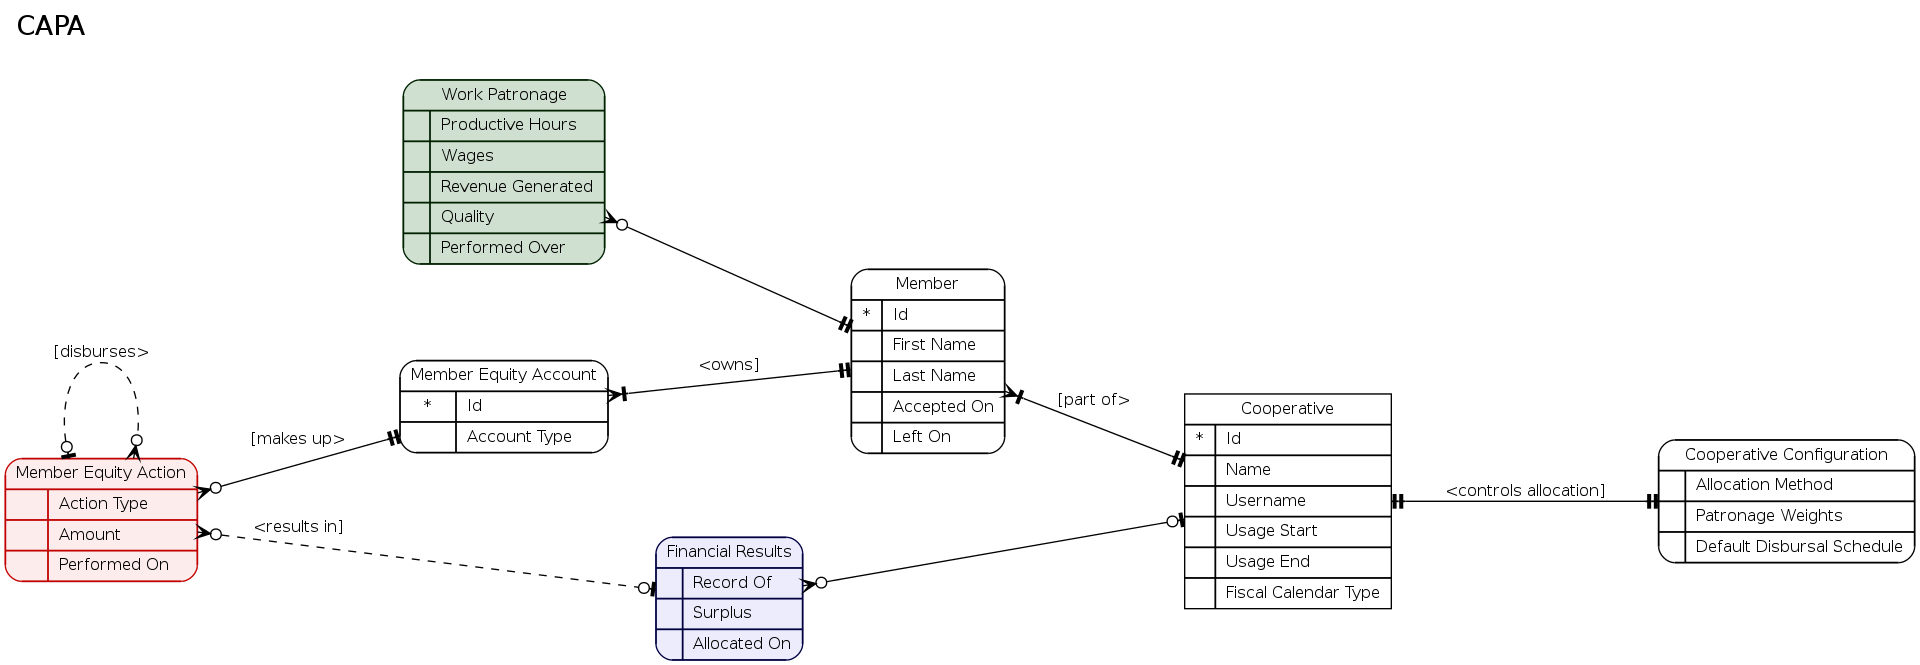 CAPA
Work Patronage
Productive Hours
Wages
Revenue Generated
Quality
Performed Over
Member
* Id
First Name
Last Name
Accepted On
Left On
[disburses>
<owns]
Member Equity Account
* Id
Account Type
[part of>
[makes up>
Cooperative
* Id
Name
Username
Usage Start
Usage End
Fiscal Calendar Type
Cooperative Configuration
Allocation Method
Patronage Weights
Default Disbursal Schedule
<controls allocation]
Member Equity Action
Action Type
Amount
Performed On
<results in]
Financial Results
Record Of
Surplus
Allocated On